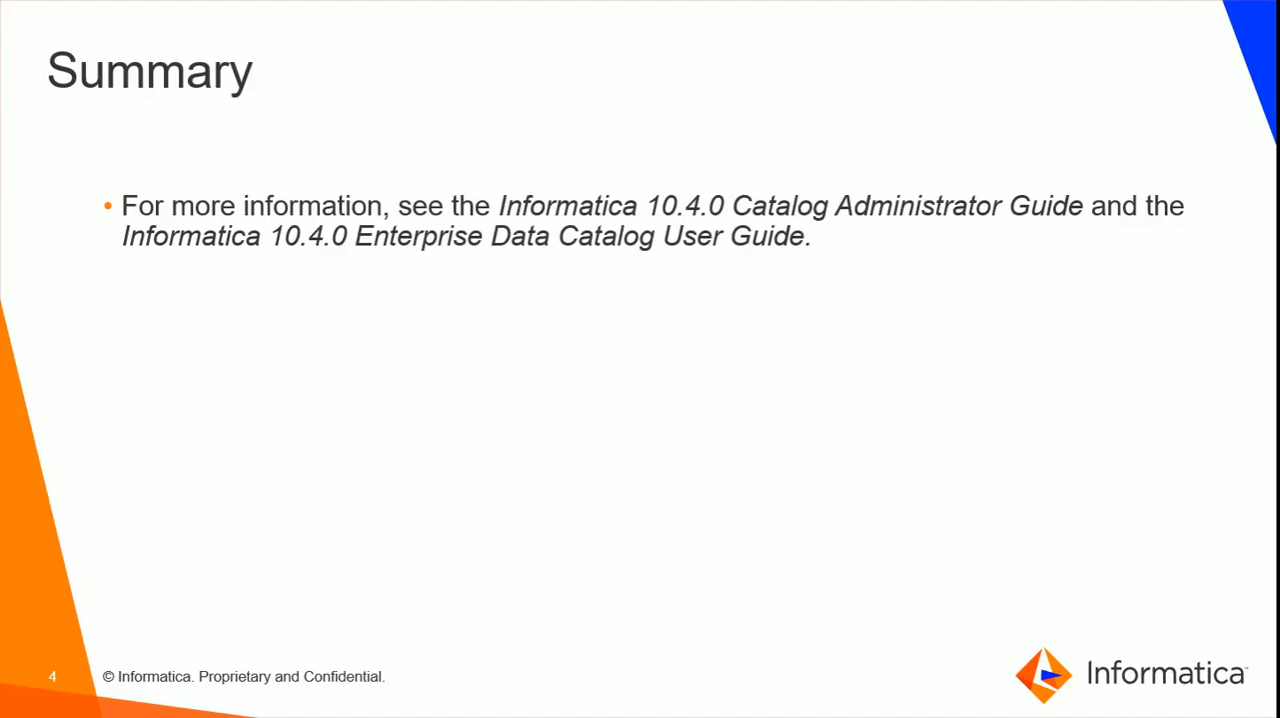 Summary
• For more information, see the Informatica 10.4.0 Catalog Administrator Guide and the
Informatica 10.4.0 Enterprise Data Catalog User Guide.
4
© Informatica. Proprietary and Confidential.
Informatica™